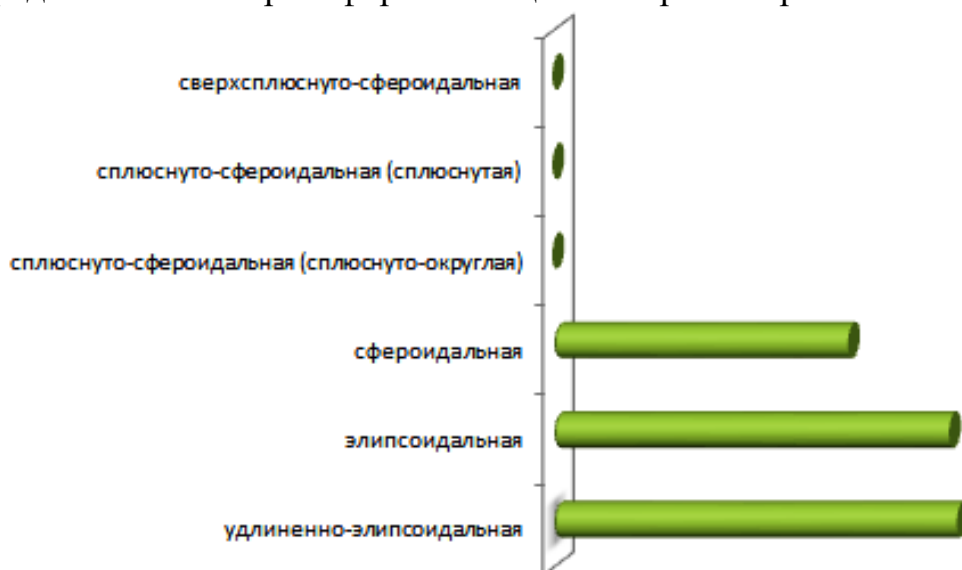 сверхсплюснуто-сфероидальная
сплюснуто-сфероидальная (сплюснутая)
сплюснуто-сфероидальная (сплюснуто-округлая)
сфероидальная
элипсоидальная
удлиненно-элипсоидальная